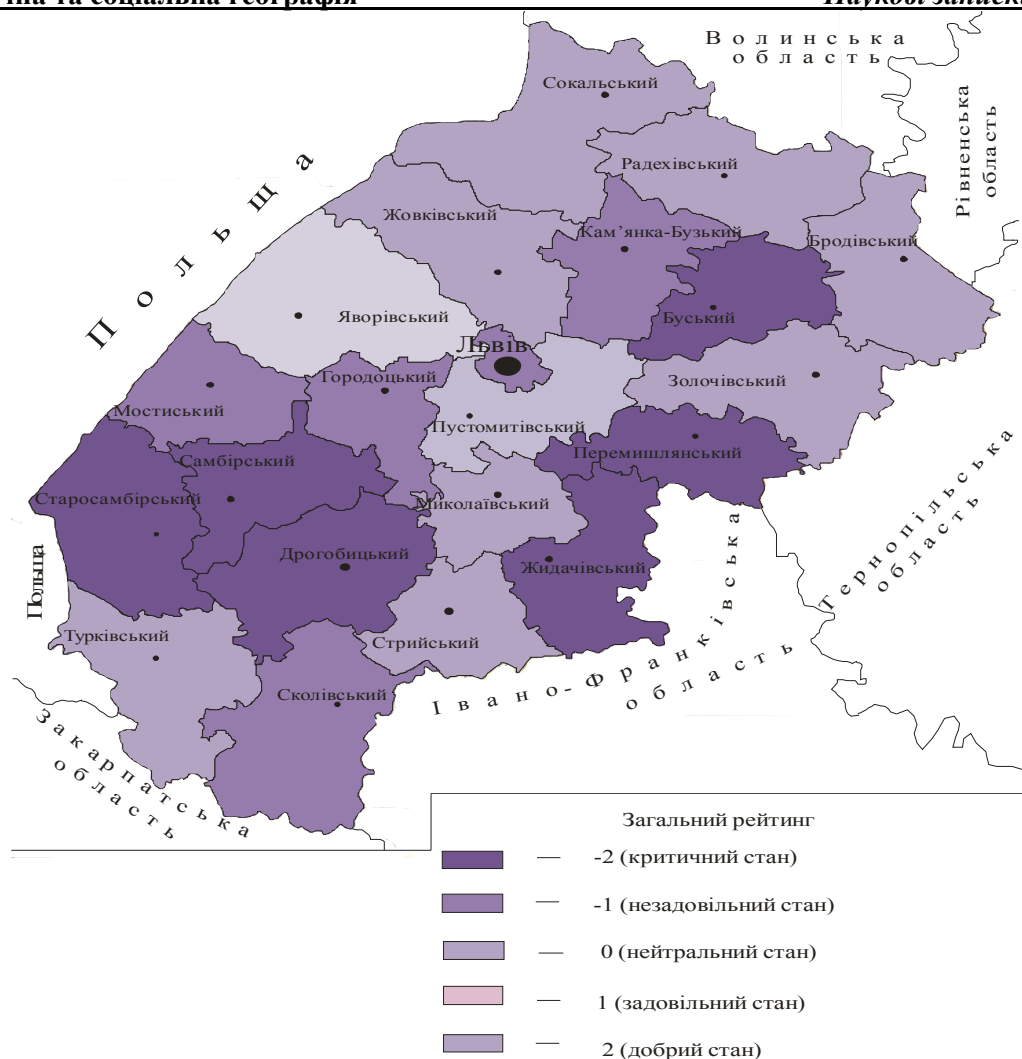 та соціальна географія
Наукові записки
Волинська
область
Рівненська
область
Сокальський
Радехівський
Польща
Жовківський
Кам'янка-Бузький
Бродівський
Яворівський
Буський
Львів
Городоцький
Золочівський
Мостиський
Пустомитівський
Перемишлянський
Самбірський
Старосамбірський
Миколаївський
Дрогобицький
Жидачівський
Польща
Тернопільська
область
Турківський
Стрийський
Івано-Франківська
область
Сколівський
Закарпатська
область
Загальний рейтинг
— -2 (критичний стан)
— -1 (незадовільний стан)
— 0 (нейтральний стан)
— 1 (задовільний стан)
— 2 (добрий стан)